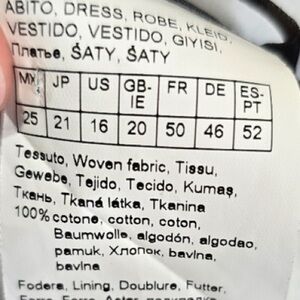 ABITO, DRESS, ROBE, KLEID,
VESTIDO, VESTIDO, GIYISI,
Платье, ŠATY, ŠATY
MX JP US GB-IE FR DE ES-PT
25 21 16 20 50 46 52
Tessuto, Woven fabric, Tissu,
Gewebe, Tejido, Tecido, Kumaş,
Ткань, Tkaná látka, Tkanina
100% cotone, cotton, coton,
Baumwolle, algodón, algodao,
pamuk, Хлопок, bavlna,
bavlna
Fodera, Lining, Doublure, Futter,